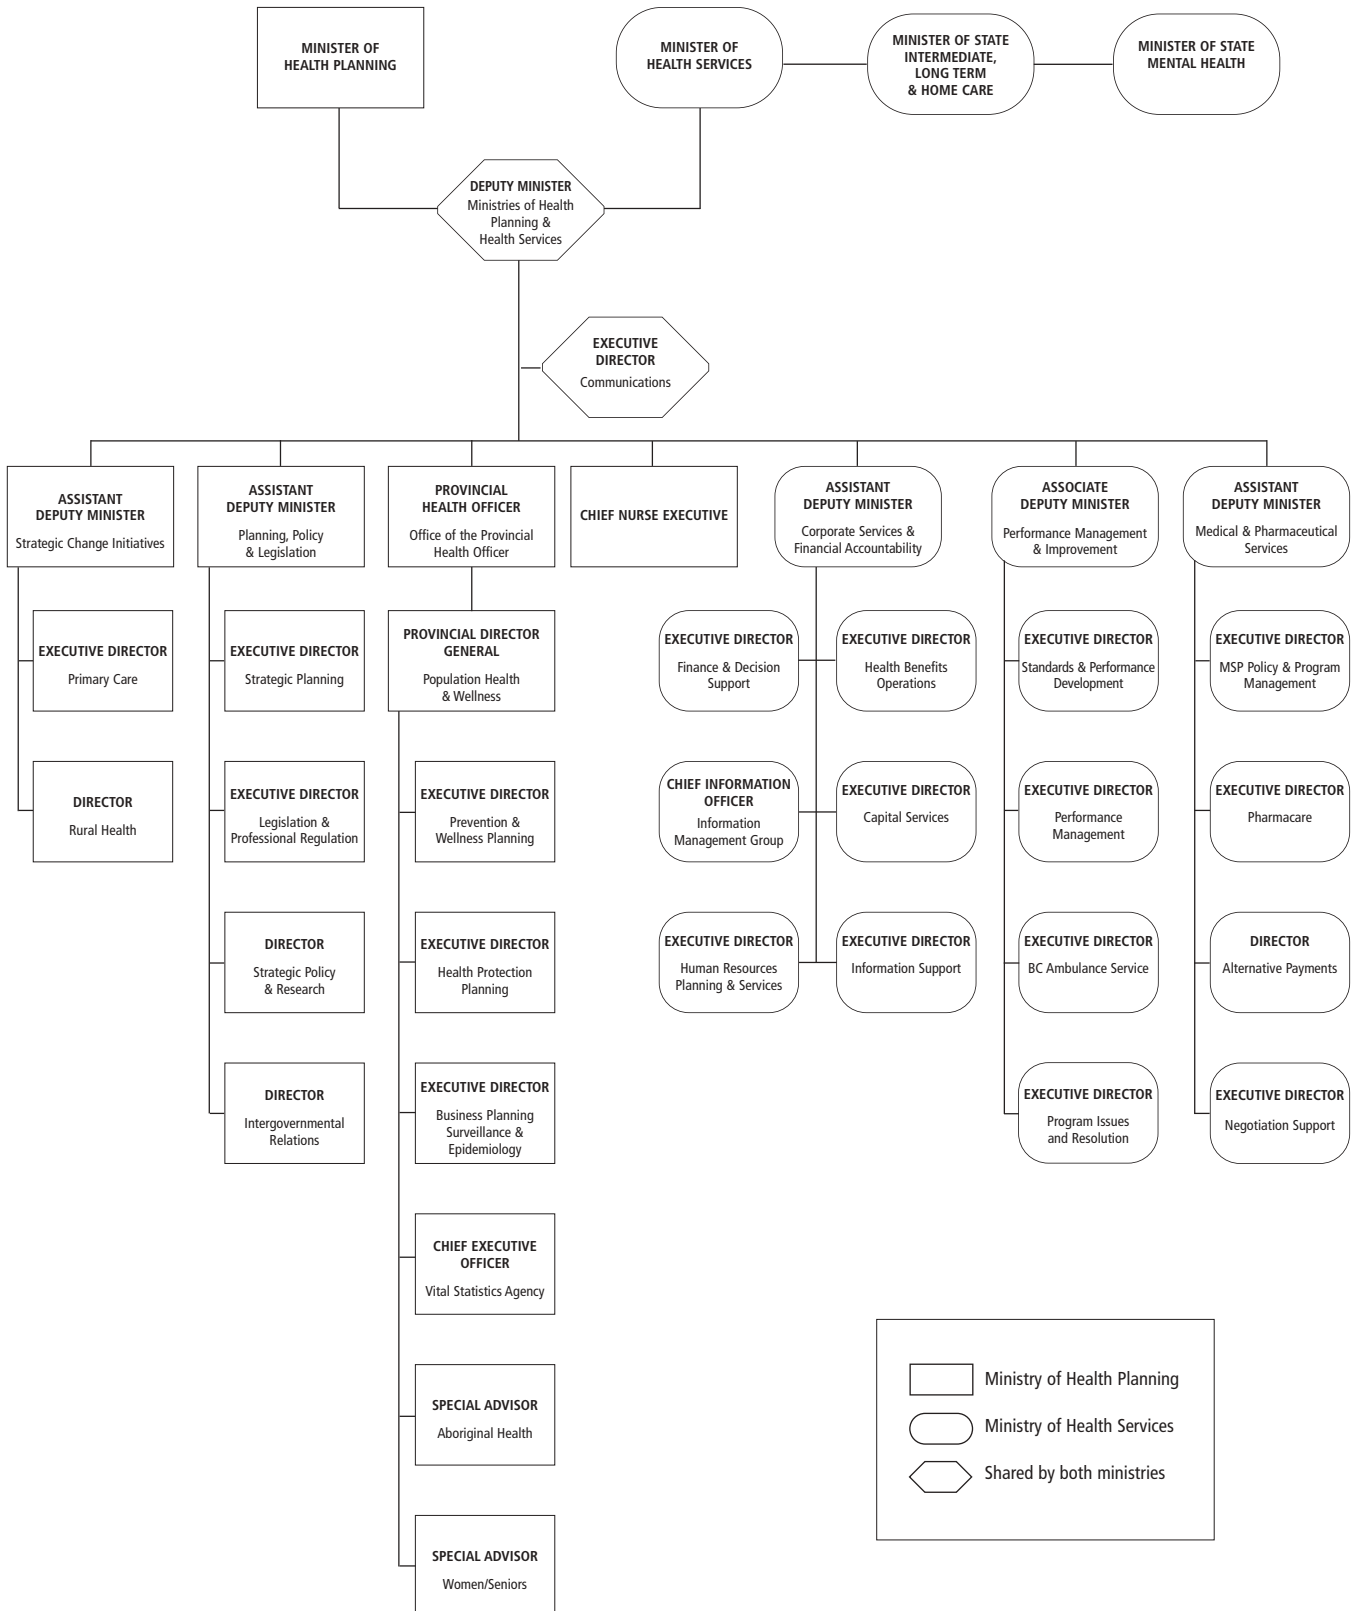 MINISTER OF
HEALTH PLANNING
MINISTER OF
HEALTH SERVICES
MINISTER OF STATE
INTERMEDIATE,
LONG TERM
& HOME CARE
MINISTER OF STATE
MENTAL HEALTH
DEPUTY MINISTER
Ministries of Health
Planning &
Health Services
EXECUTIVE
DIRECTOR
Communications
ASSISTANT
DEPUTY MINISTER
Strategic Change Initiatives
ASSISTANT
DEPUTY MINISTER
Planning, Policy
& Legislation
PROVINCIAL
HEALTH OFFICER
Office of the Provincial
Health Officer
CHIEF NURSE EXECUTIVE
ASSISTANT
DEPUTY MINISTER
Corporate Services &
Financial Accountability
ASSOCIATE
DEPUTY MINISTER
Performance Management
& Improvement
ASSISTANT
DEPUTY MINISTER
Medical & Pharmaceutical
Services
EXECUTIVE DIRECTOR
Primary Care
EXECUTIVE DIRECTOR
Strategic Planning
PROVINCIAL DIRECTOR
GENERAL
Population Health
& Wellness
EXECUTIVE DIRECTOR
Finance & Decision
Support
EXECUTIVE DIRECTOR
Health Benefits
Operations
EXECUTIVE DIRECTOR
Standards & Performance
Development
EXECUTIVE DIRECTOR
MSP Policy & Program
Management
DIRECTOR
Rural Health
EXECUTIVE DIRECTOR
Legislation &
Professional Regulation
EXECUTIVE DIRECTOR
Prevention &
Wellness Planning
CHIEF INFORMATION
OFFICER
Information
Management Group
EXECUTIVE DIRECTOR
Capital Services
EXECUTIVE DIRECTOR
Performance
Management
EXECUTIVE DIRECTOR
Pharmacare
DIRECTOR
Strategic Policy
& Research
EXECUTIVE DIRECTOR
Health Protection
Planning
EXECUTIVE DIRECTOR
Human Resources
Planning & Services
EXECUTIVE DIRECTOR
Information Support
EXECUTIVE DIRECTOR
BC Ambulance Service
DIRECTOR
Alternative Payments
DIRECTOR
Intergovernmental
Relations
EXECUTIVE DIRECTOR
Business Planning
Surveillance &
Epidemiology
EXECUTIVE DIRECTOR
Program Issues
and Resolution
EXECUTIVE DIRECTOR
Negotiation Support
CHIEF EXECUTIVE
OFFICER
Vital Statistics Agency
SPECIAL ADVISOR
Aboriginal Health
SPECIAL ADVISOR
Women/Seniors
Ministry of Health Planning
Ministry of Health Services
Shared by both ministries